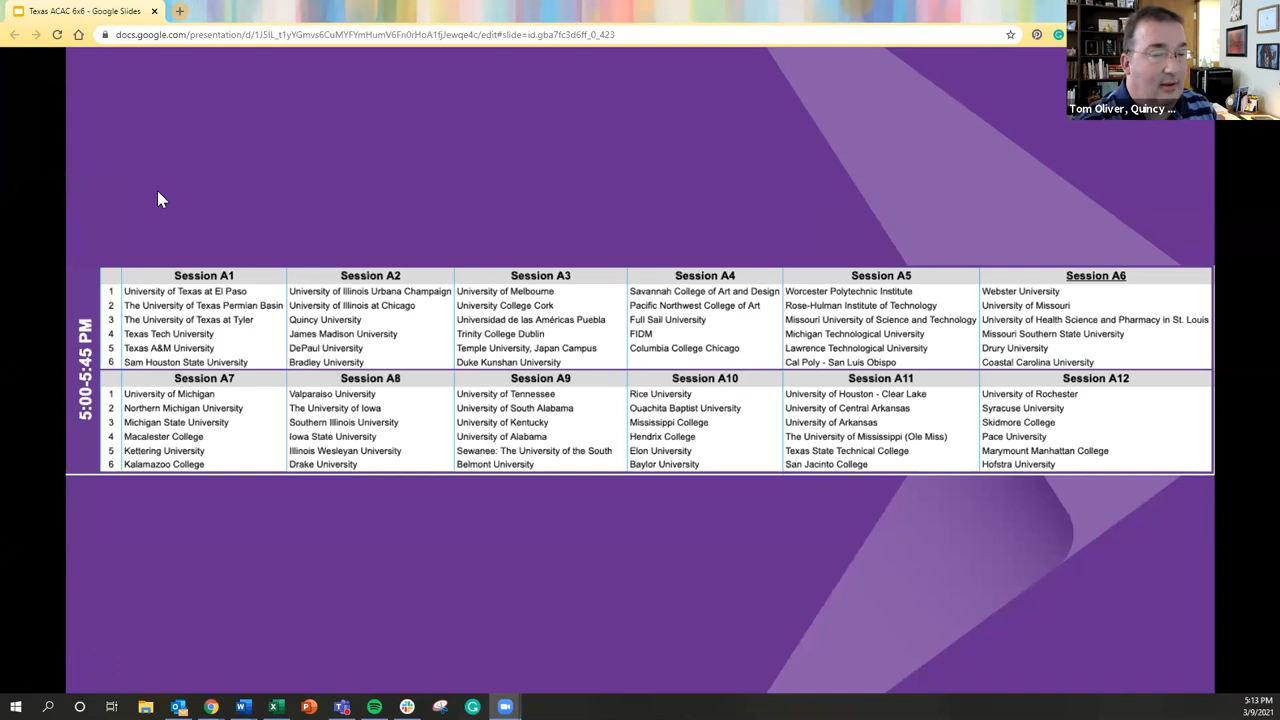 Texas ACAC 6x6 - Google Slides
docs.google.com/presentation/d/1J5IL_t1yYGmvs6CuMYFYmHumV6Fn0rHoA1fjJewqe4c/edit#slide=id.gba7fc3d6ff_0_423
Tom Oliver, Quincy ...
5:00-5:45 PM
Session A1 Session A2 Session A3 Session A4 Session A5 Session A6
1 University of Texas at El Paso University of Illinois Urbana Champaign University of Melbourne Savannah College of Art and Design Worcester Polytechnic Institute Webster University
2 The University of Texas Permian Basin University of Illinois at Chicago University College Cork Pacific Northwest College of Art Rose-Hulman Institute of Technology University of Missouri
3 The University of Texas at Tyler Quincy University Universidad de las Américas Puebla Full Sail University Missouri University of Science and Technology University of Health Science and Pharmacy in St. Louis
4 Texas Tech University James Madison University Trinity College Dublin FIDM Michigan Technological University Missouri Southern State University
5 Texas A&M University DePaul University Temple University, Japan Campus Columbia College Chicago Lawrence Technological University Drury University
6 Sam Houston State University Bradley University Duke Kunshan University Cal Poly - San Luis Obispo Coastal Carolina University
Session A7 Session A8 Session A9 Session A10 Session A11 Session A12
1 University of Michigan Valparaiso University University of Tennessee Rice University University of Houston - Clear Lake University of Rochester
2 Northern Michigan University The University of Iowa University of South Alabama Ouachita Baptist University University of Central Arkansas Syracuse University
3 Michigan State University Southern Illinois University University of Kentucky Mississippi College University of Arkansas Skidmore College
4 Macalester College Iowa State University University of Alabama Hendrix College The University of Mississippi (Ole Miss) Pace University
5 Kettering University Illinois Wesleyan University Sewanee: The University of the South Elon University Texas State Technical College Marymount Manhattan College
6 Kalamazoo College Drake University Belmont University Baylor University San Jacinto College Hofstra University
5:13 PM
3/9/2021